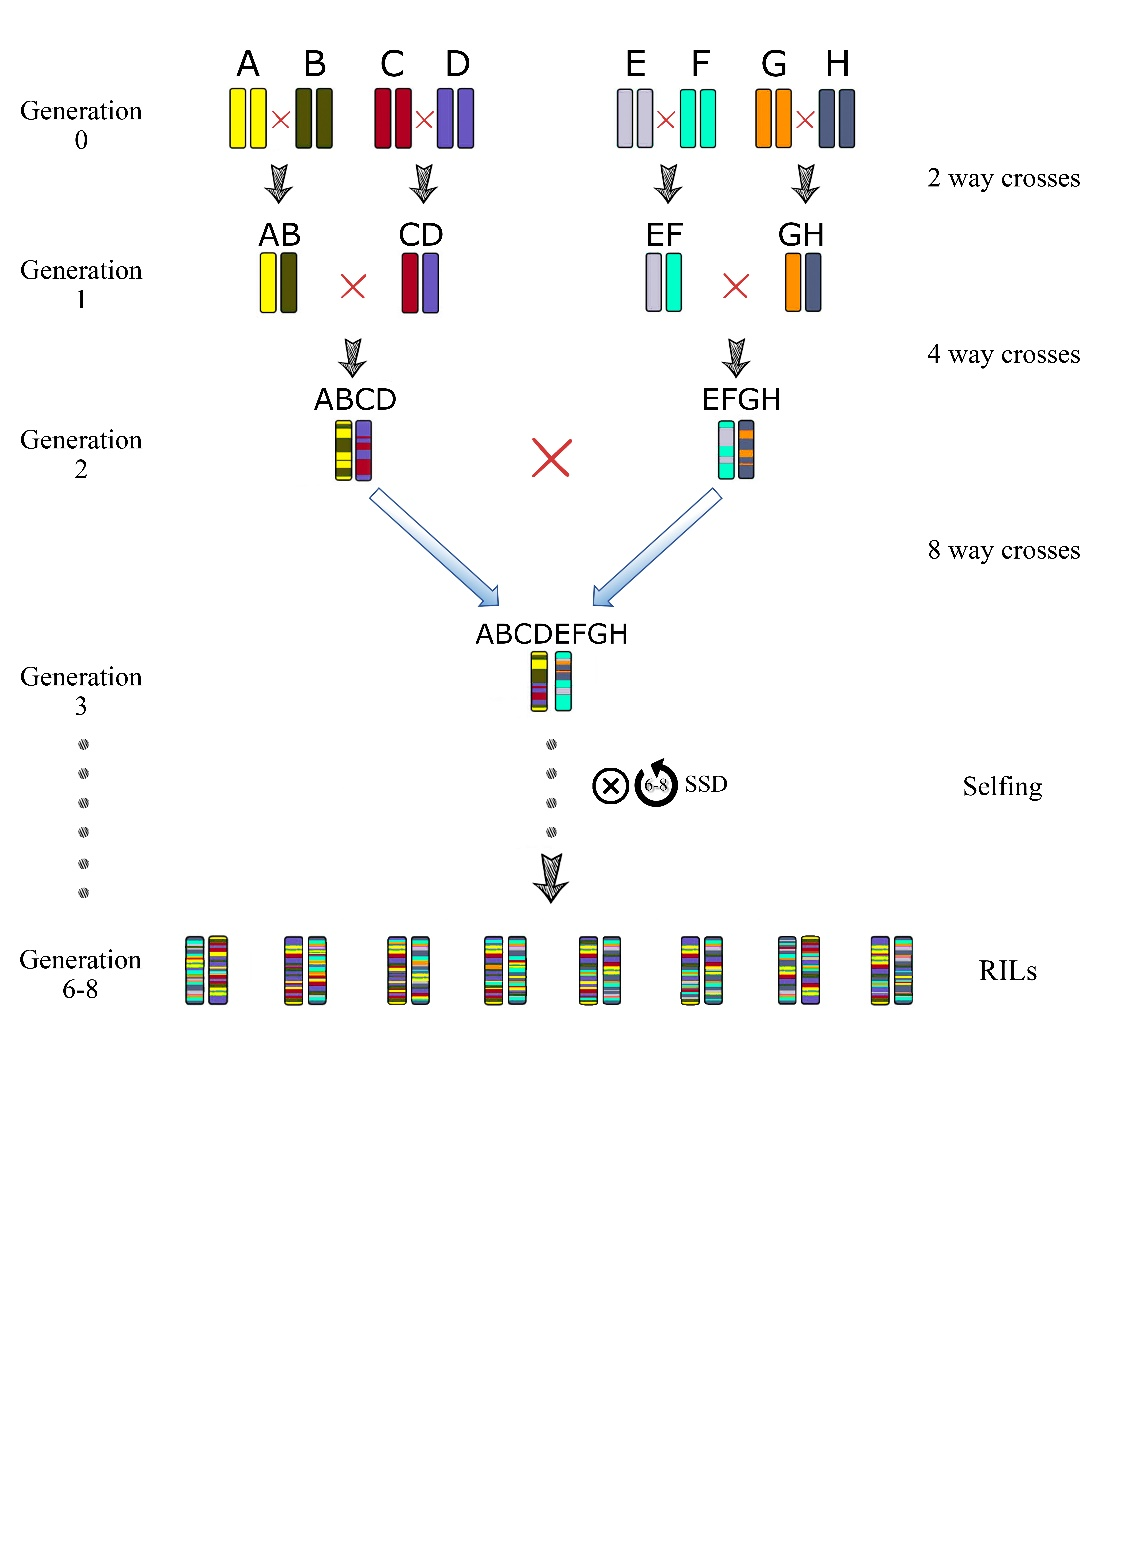 A B C D E F G H
Generation
0
2 way crosses
AB CD EF GH
Generation
1
4 way crosses
ABCD EFGH
Generation
2
8 way crosses
ABCDEFGH
Generation
3
6-8 SSD
Selfing
Generation
6-8
RILs